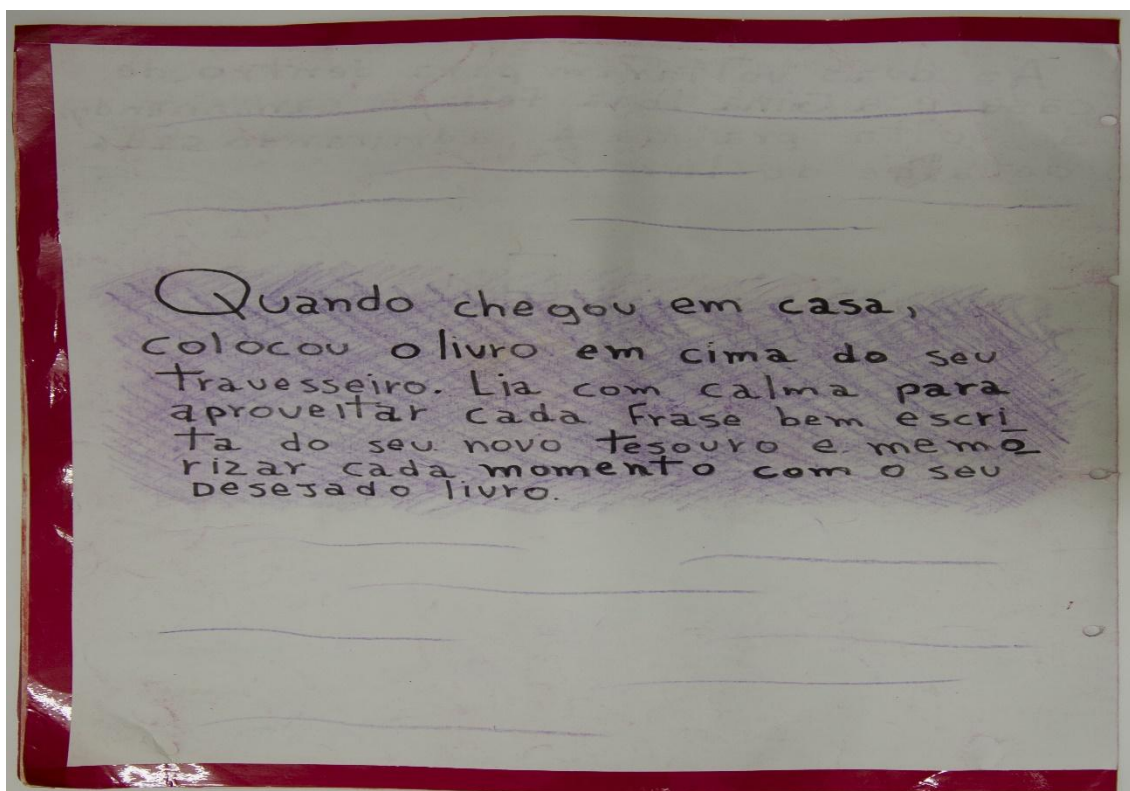 Quando chegou em casa,
colocou o livro em cima do seu
travesseiro. Lia com calma para
aproveitar cada frase bem escri
ta do seu novo tesouro e memo
rizar cada momento com o seu
Desejado livro.